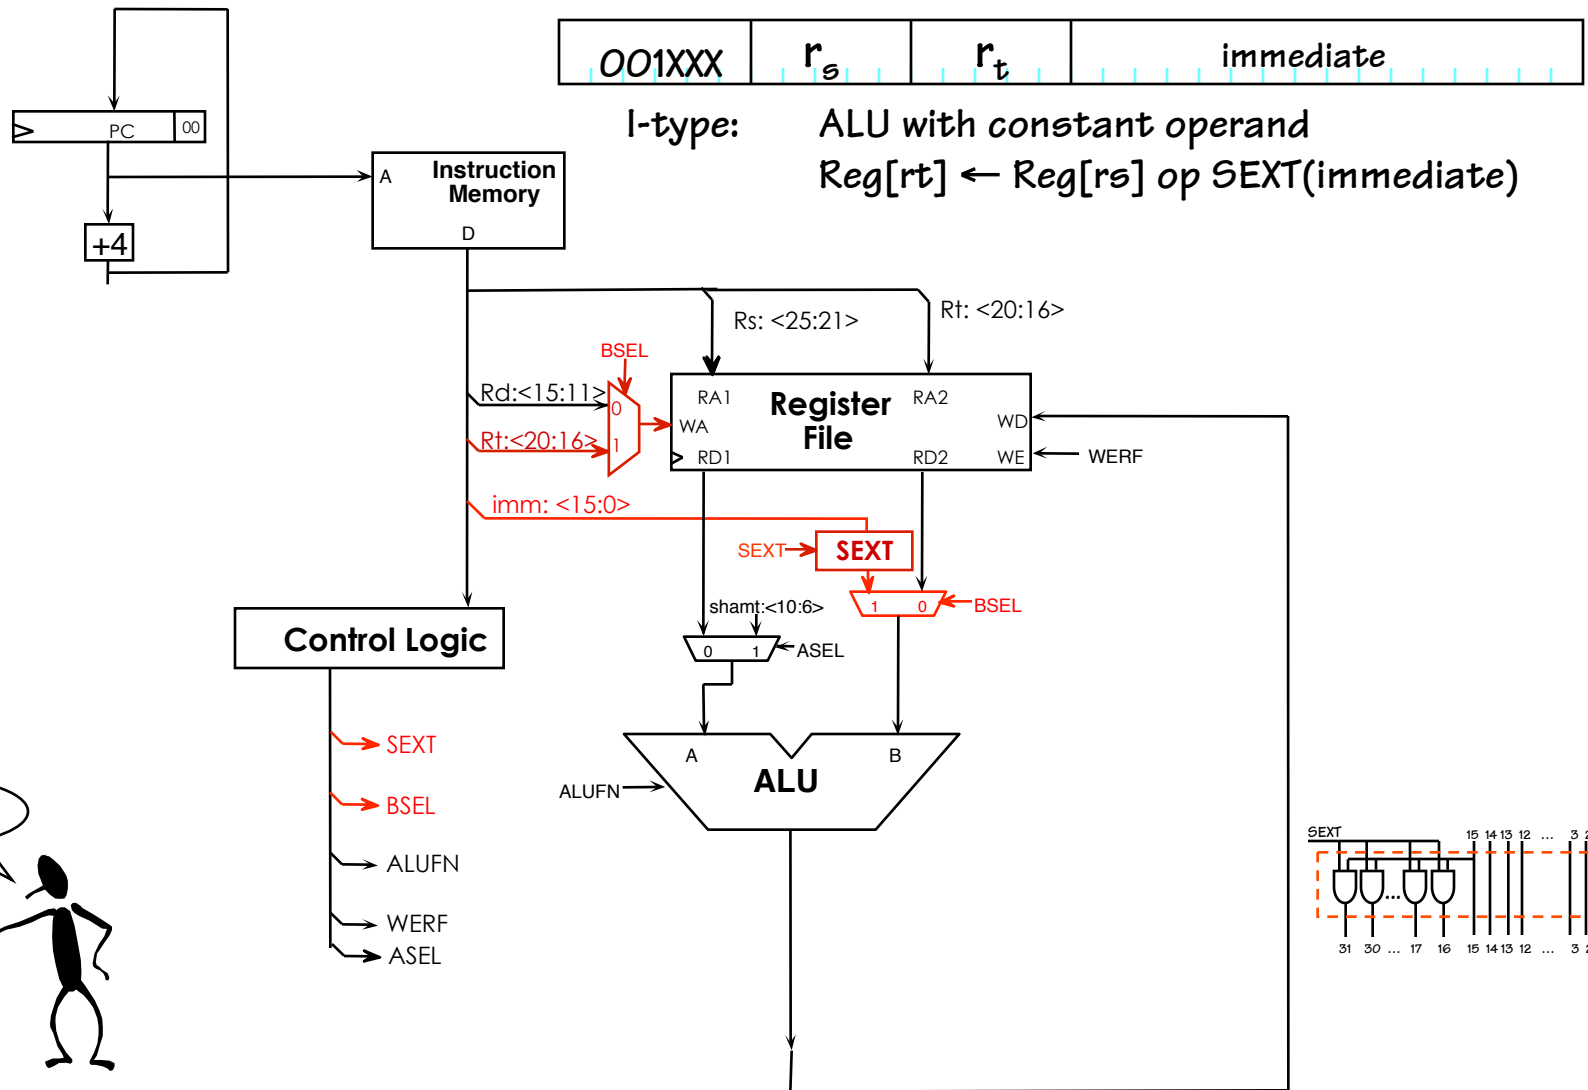 001XXX rs rt immediate
I-type: ALU with constant operand
Reg[rt] ← Reg[rs] op SEXT(immediate)
PC 00
+4
A Instruction Memory
D
Rs: <25:21>
Rt: <20:16>
BSEL
Rd:<15:11>
0
Rt:<20:16>
1
RA1 Register File RA2
WA
WD
RD1 RD2 WE
WERF
imm: <15:0>
SEXT
SEXT
1 0
BSEL
shamt:<10:6>
0 1
ASEL
Control Logic
SEXT
BSEL
ALUFN
WERF
ASEL
A B
ALU
ALUFN
SEXT
15 14 13 12 ... 3 2
...
31 30 ... 17 16 15 14 13 12 ... 3 2